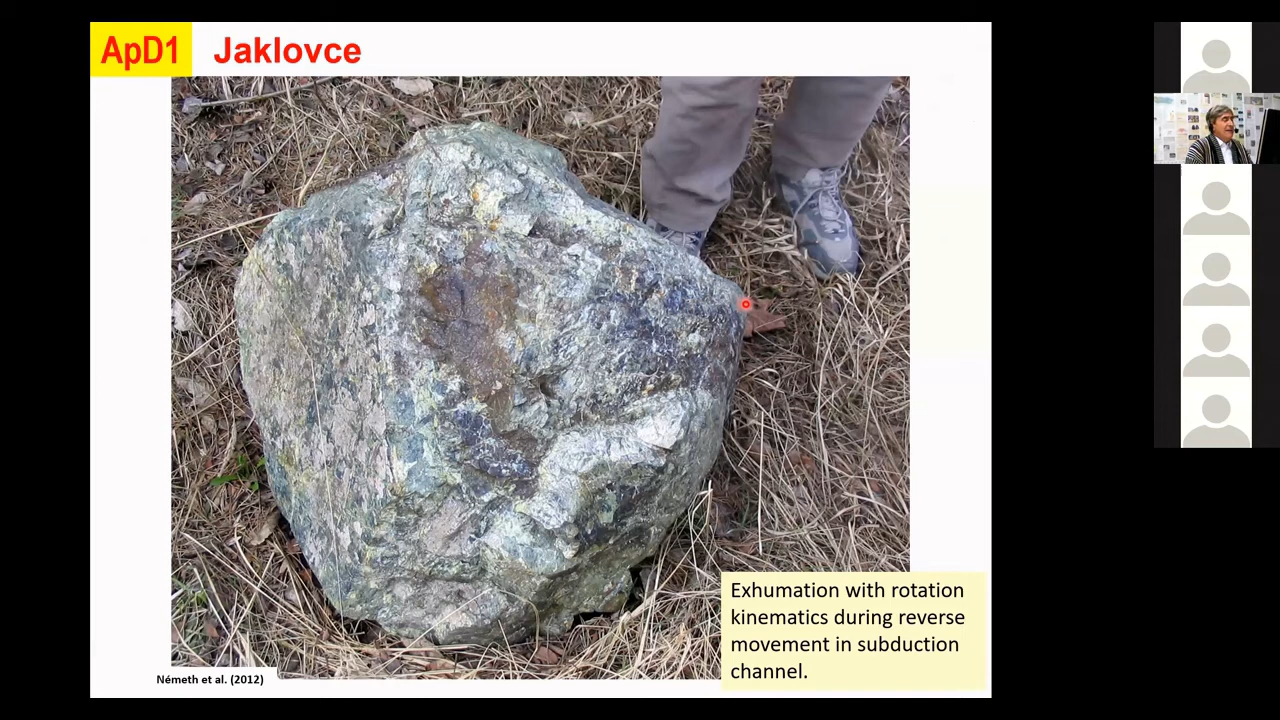 ApD1 Jaklovce
Exhumation with rotation
kinematics during reverse
movement in subduction
channel.
Németh et al. (2012)